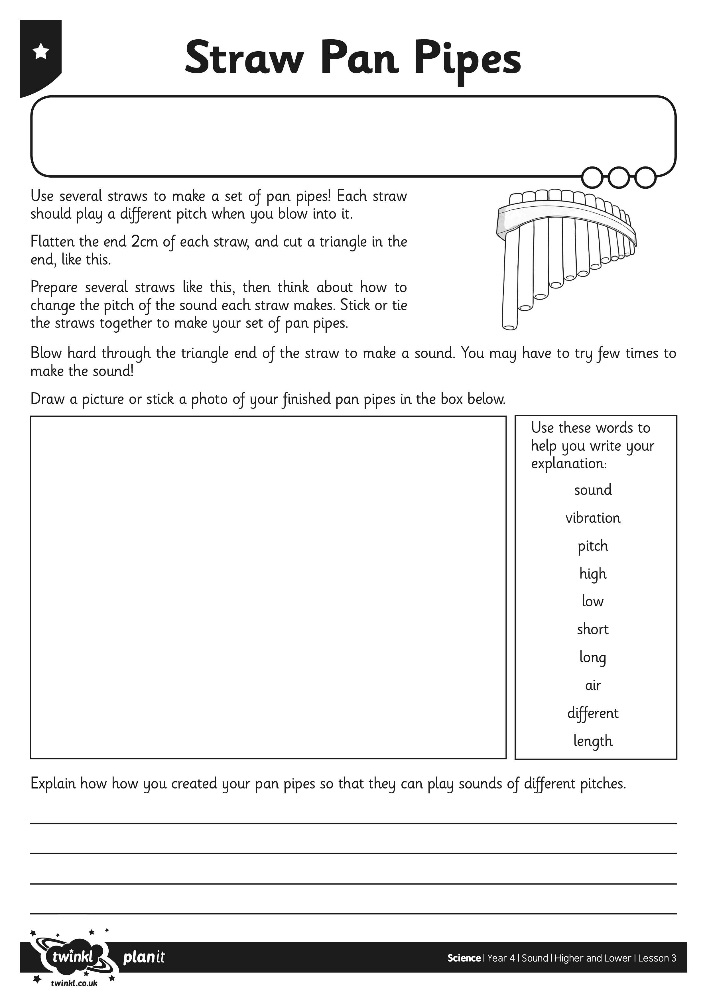 Straw Pan Pipes
Use several straws to make a set of pan pipes! Each straw
should play a different pitch when you blow into it.
Flatten the end 2cm of each straw, and cut a triangle in the
end, like this.
Prepare several straws like this, then think about how to
change the pitch of the sound each straw makes. Stick or tie
the straws together to make your set of pan pipes.
Blow hard through the triangle end of the straw to make a sound. You may have to try few times to
make the sound!
Draw a picture or stick a photo of your finished pan pipes in the box below.
Use these words to
help you write your
explanation:
sound
vibration
pitch
high
low
short
long
air
different
length
Explain how how you created your pan pipes so that they can play sounds of different pitches.
twinkl planit
twinkl.co.uk
Science | Year 4 | Sound | Higher and Lower | Lesson 3